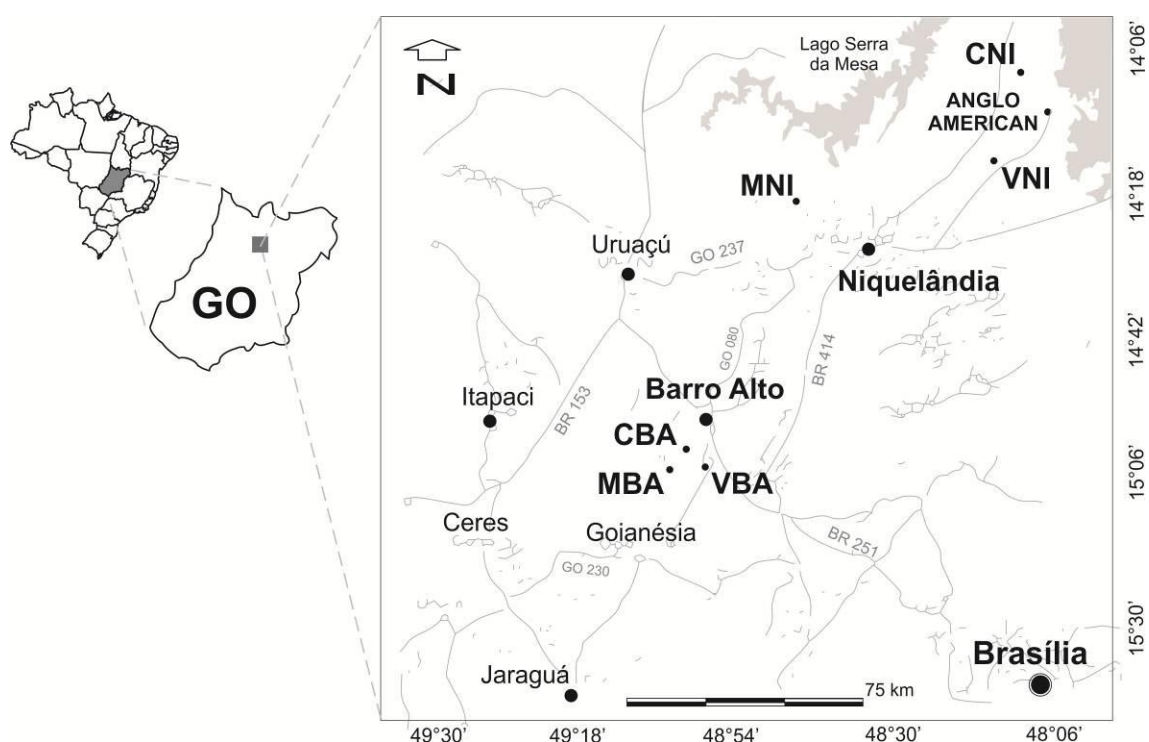 GO
N
Lago Serra
da Mesa
CNI
ANGLO
AMERICAN
VNI
MNI
Uruaçú
GO 237
Niquelândia
GO 080
BR 414
BR 153
Barro Alto
Itapaci
CBA
MBA
VBA
Ceres
Goianésia
GO 230
BR 251
Jaraguá
Brasília
75 km
14°06’
14°18’
14°42’
15°06’
15°30’
49°30’
49°18’
48°54’
48°30’
48°06’